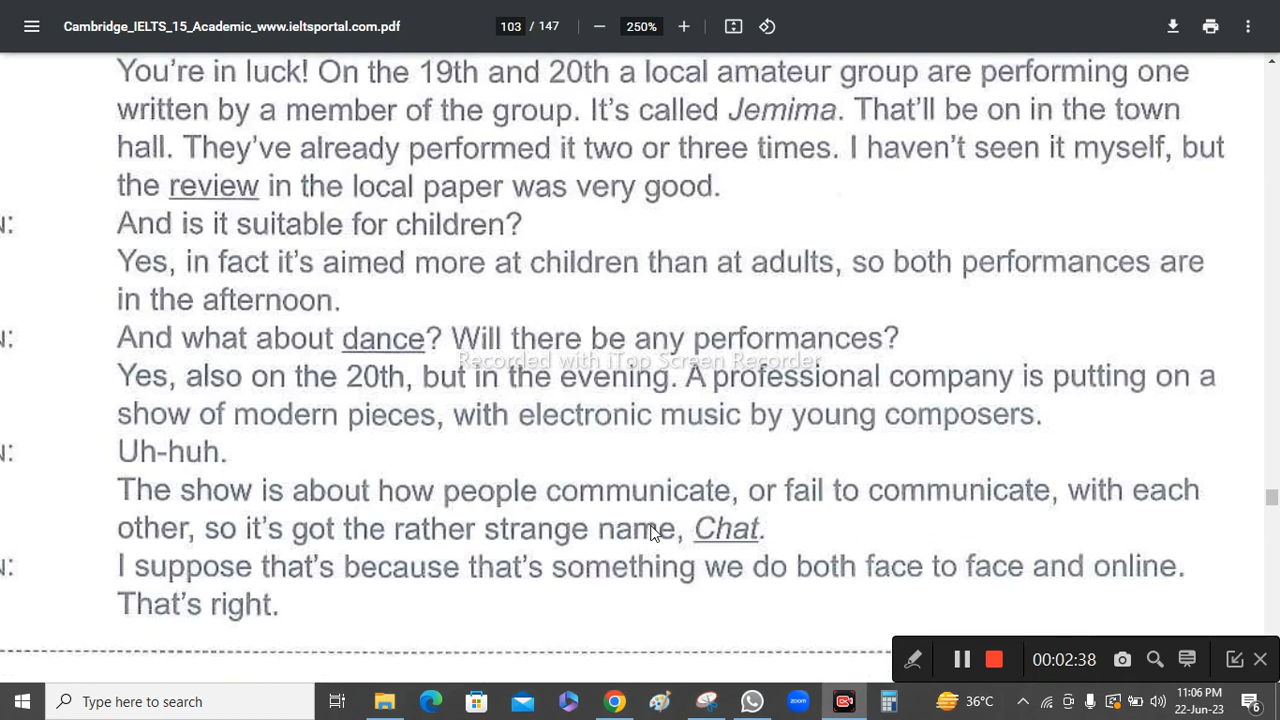 Cambridge_IELTS_15_Academic_www.ieltsportal.com.pdf
103 / 147
250%
You're in luck! On the 19th and 20th a local amateur group are performing one
written by a member of the group. It's called Jemima. That'll be on in the town
hall. They've already performed it two or three times. I haven't seen it myself, but
the review in the local paper was very good.
And is it suitable for children?
Yes, in fact it's aimed more at children than at adults, so both performances are
in the afternoon.
And what about dance? Will there be any performances?
Recorded with iTop Screen Recorder
Yes, also on the 20th, but in the evening. A professional company is putting on a
show of modern pieces, with electronic music by young composers.
Uh-huh.
The show is about how people communicate, or fail to communicate, with each
other, so it's got the rather strange name, Chat.
I suppose that's because that's something we do both face to face and online.
That's right.
00:02:38
Type here to search
zoom
36°C
11:06 PM
22-Jun-23
6